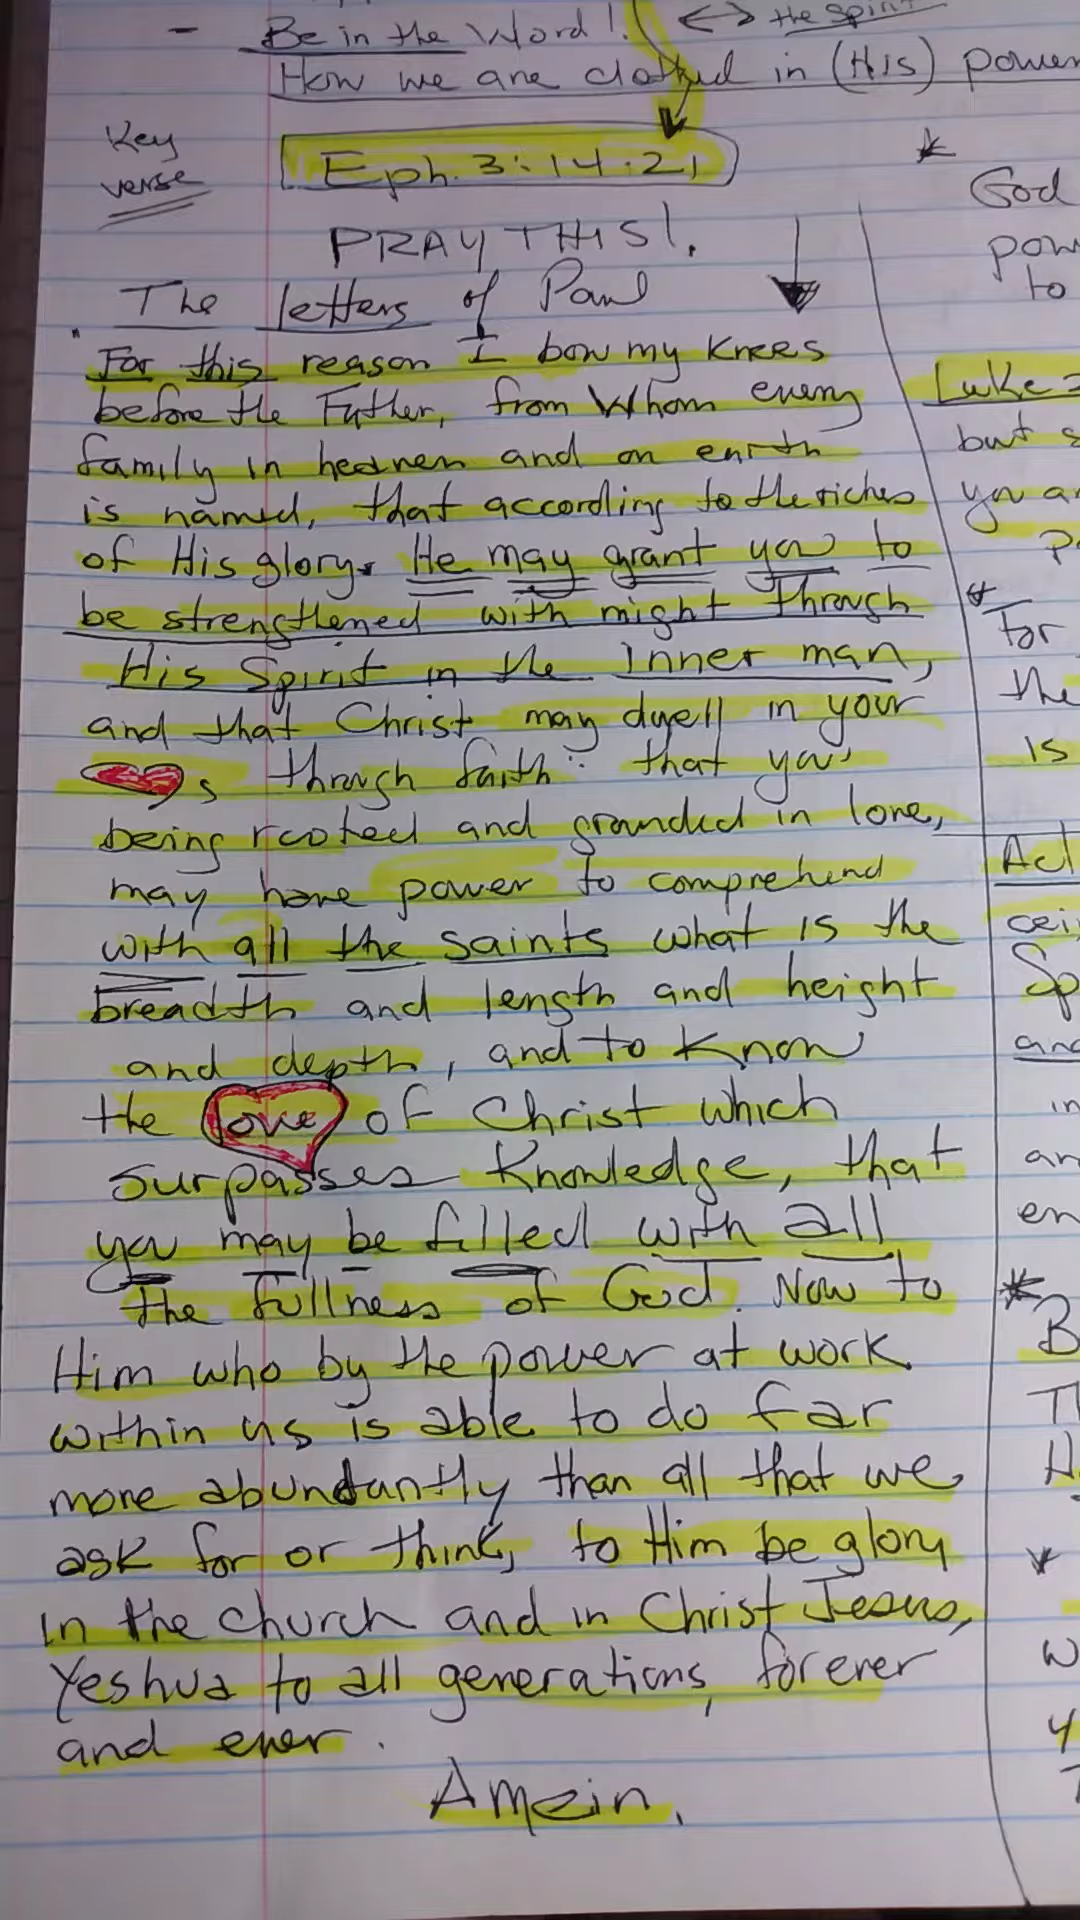 - Be in the Word! ( <-> the spirit
How we are clothed in (His) power
Key
verse
Eph. 3:14-21
PRAY THIS!
The letters of Paul
"For this reason I bow my knees
before the Father, from Whom every
family in heaven and on earth
is named, that according to the riches
of His glory. He may grant you to
be strengthened with might through
His Spirit in the inner man,
and that Christ may dwell in your
❤s through faith: that you
being rooted and grounded in love,
may have power to comprehend
with all the saints what is the
breadth and length and height
and depth, and to know
the love of Christ which
surpasses knowledge, that
you may be filled with all
the fullness of God. Now to
Him who by the power at work
within us is able to do far
more abundantly than all that we
ask for or think, to Him be glory
in the church and in Christ Jesus,
Yeshua to all generations, forever
and ever.
Amein.
*
God
to
Luke
but
you
For
the
is
and
in
*